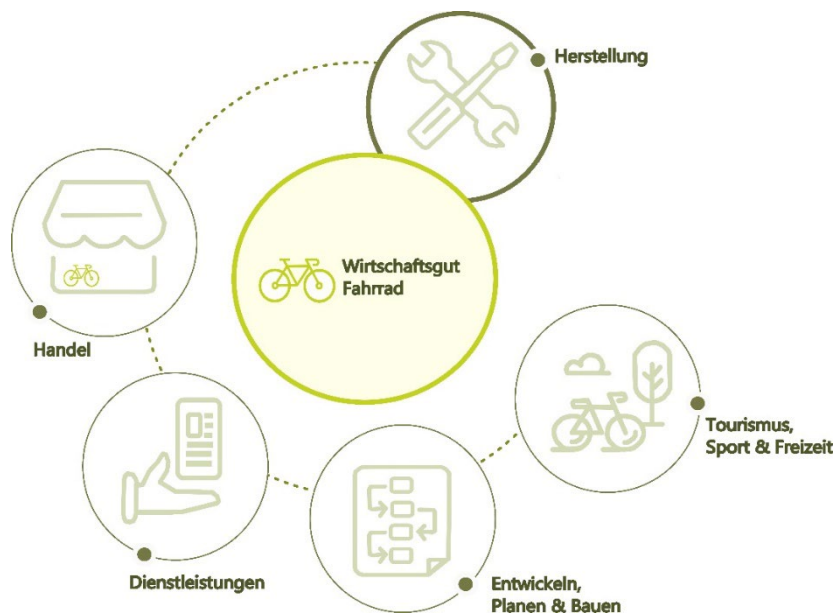 Herstellung
Wirtschaftsgut
Fahrrad
Handel
Tourismus,
Sport & Freizeit
Dienstleistungen
Entwickeln,
Planen & Bauen